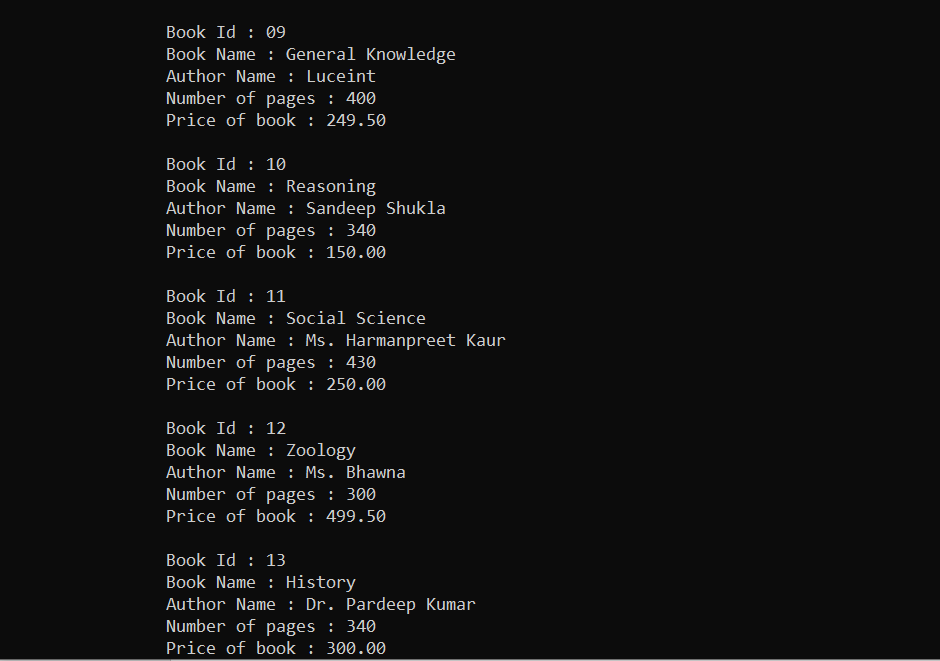 Book Id : 09
Book Name : General Knowledge
Author Name : Luceint
Number of pages : 400
Price of book : 249.50
Book Id : 10
Book Name : Reasoning
Author Name : Sandeep Shukla
Number of pages : 340
Price of book : 150.00
Book Id : 11
Book Name : Social Science
Author Name : Ms. Harmanpreet Kaur
Number of pages : 430
Price of book : 250.00
Book Id : 12
Book Name : Zoology
Author Name : Ms. Bhawna
Number of pages : 300
Price of book : 499.50
Book Id : 13
Book Name : History
Author Name : Dr. Pardeep Kumar
Number of pages : 340
Price of book : 300.00